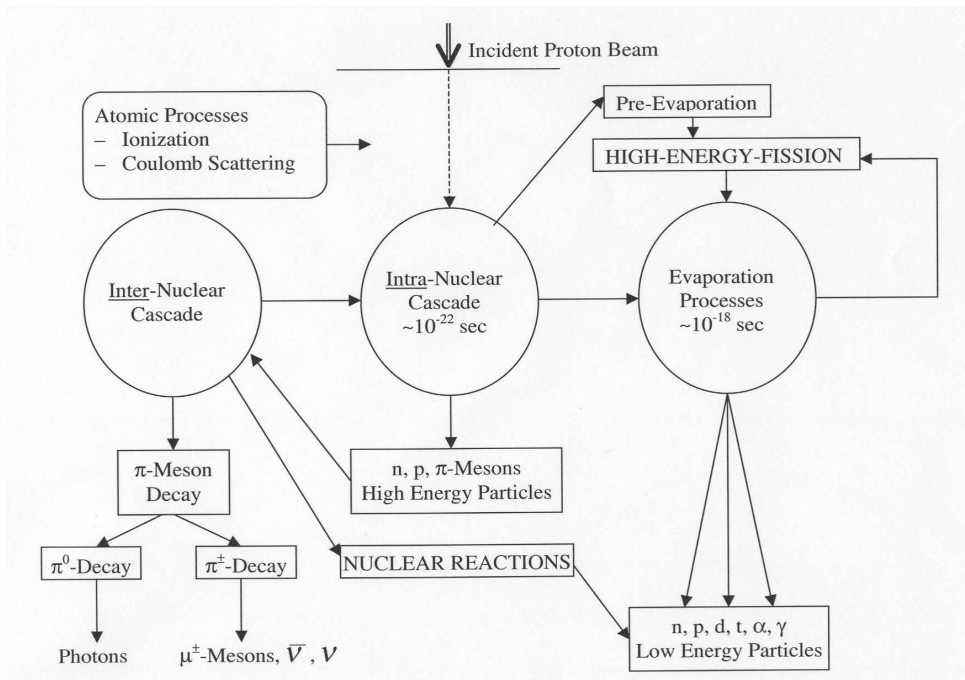 Incident Proton Beam
Atomic Processes
– Ionization
– Coulomb Scattering
Pre-Evaporation
HIGH-ENERGY-FISSION
Inter-Nuclear
Cascade
Intra-Nuclear
Cascade
~10⁻²² sec
Evaporation
Processes
~10⁻¹⁸ sec
π-Meson
Decay
n, p, π-Mesons
High Energy Particles
π⁰-Decay
π±-Decay
NUCLEAR REACTIONS
n, p, d, t, α, γ
Low Energy Particles
Photons
μ±-Mesons, ν̅ , ν